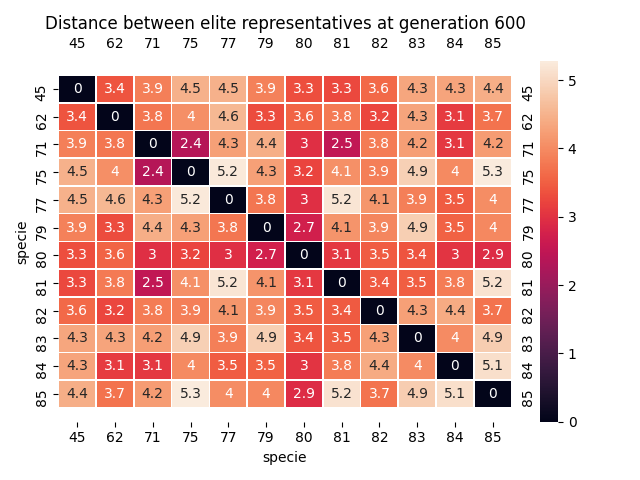 Distance between elite representatives at generation 600
45 62 71 75 77 79 80 81 82 83 84 85
45 0 3.4 3.9 4.5 4.5 3.9 3.3 3.3 3.6 4.3 4.3 4.4 45
62 3.4 0 3.8 4 4.6 3.3 3.6 3.8 3.2 4.3 3.1 3.7 62
71 3.9 3.8 0 2.4 4.3 4.4 3 2.5 3.8 4.2 3.1 4.2 71
75 4.5 4 2.4 0 5.2 4.3 3.2 4.1 3.9 4.9 4 5.3 75
77 4.5 4.6 4.3 5.2 0 3.8 3 5.2 4.1 3.9 3.5 4 77
79 3.9 3.3 4.4 4.3 3.8 0 2.7 4.1 3.9 4.9 3.5 4 79
80 3.3 3.6 3 3.2 3 2.7 0 3.1 3.5 3.4 3 2.9 80
81 3.3 3.8 2.5 4.1 5.2 4.1 3.1 0 3.4 3.5 3.8 5.2 81
82 3.6 3.2 3.8 3.9 4.1 3.9 3.5 3.4 0 4.3 4.4 3.7 82
83 4.3 4.3 4.2 4.9 3.9 4.9 3.4 3.5 4.3 0 4 4.9 83
84 4.3 3.1 3.1 4 3.5 3.5 3 3.8 4.4 4 0 5.1 84
85 4.4 3.7 4.2 5.3 4 4 2.9 5.2 3.7 4.9 5.1 0 85
45 62 71 75 77 79 80 81 82 83 84 85
specie
specie
5
4
3
2
1
0